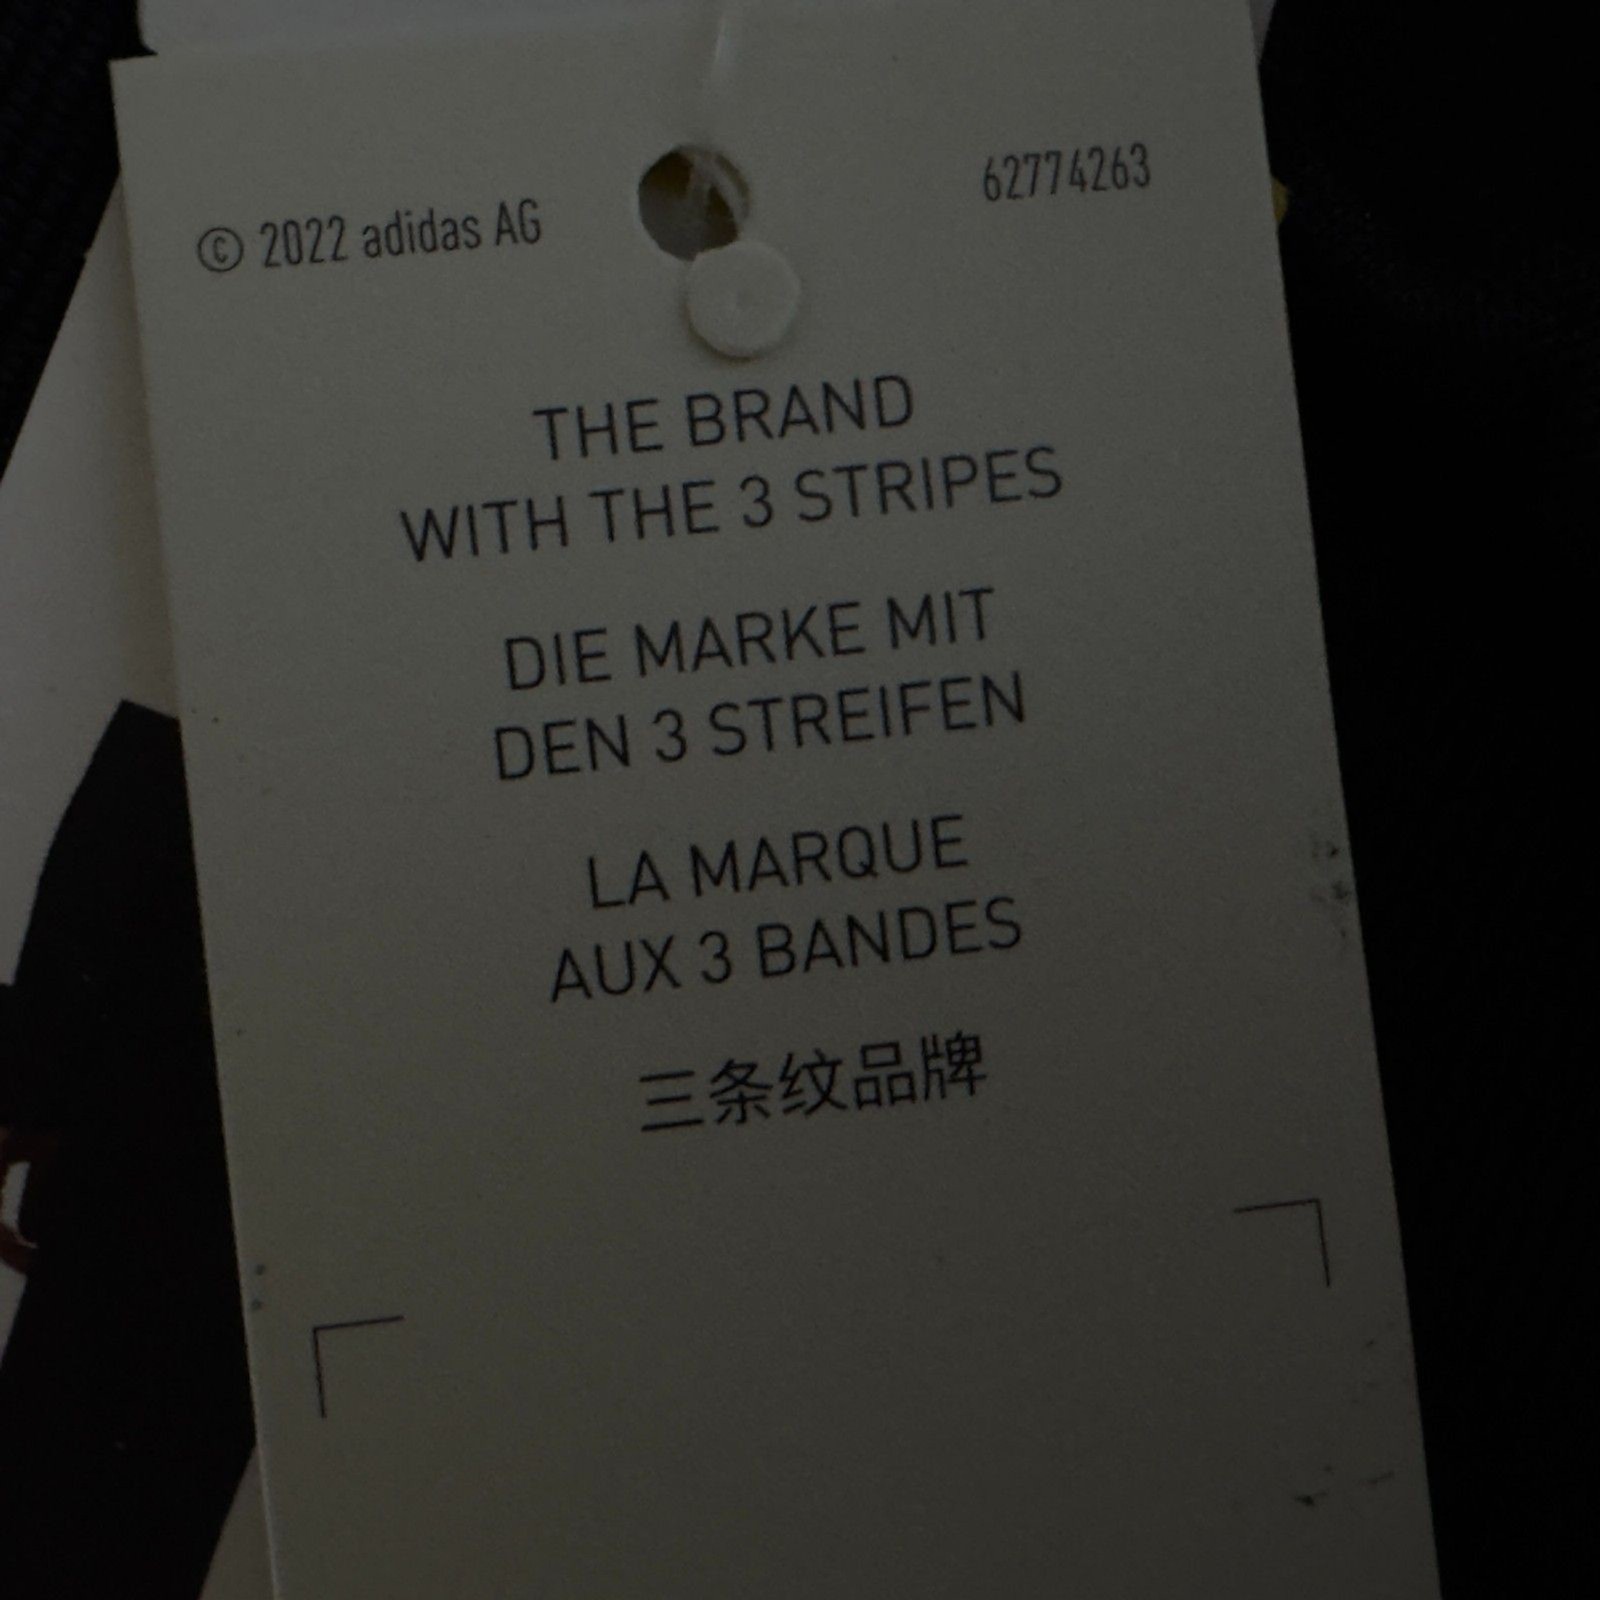 © 2022 adidas AG
62774263
THE BRAND
WITH THE 3 STRIPES
DIE MARKE MIT
DEN 3 STREIFEN
LA MARQUE
AUX 3 BANDES
三条纹品牌